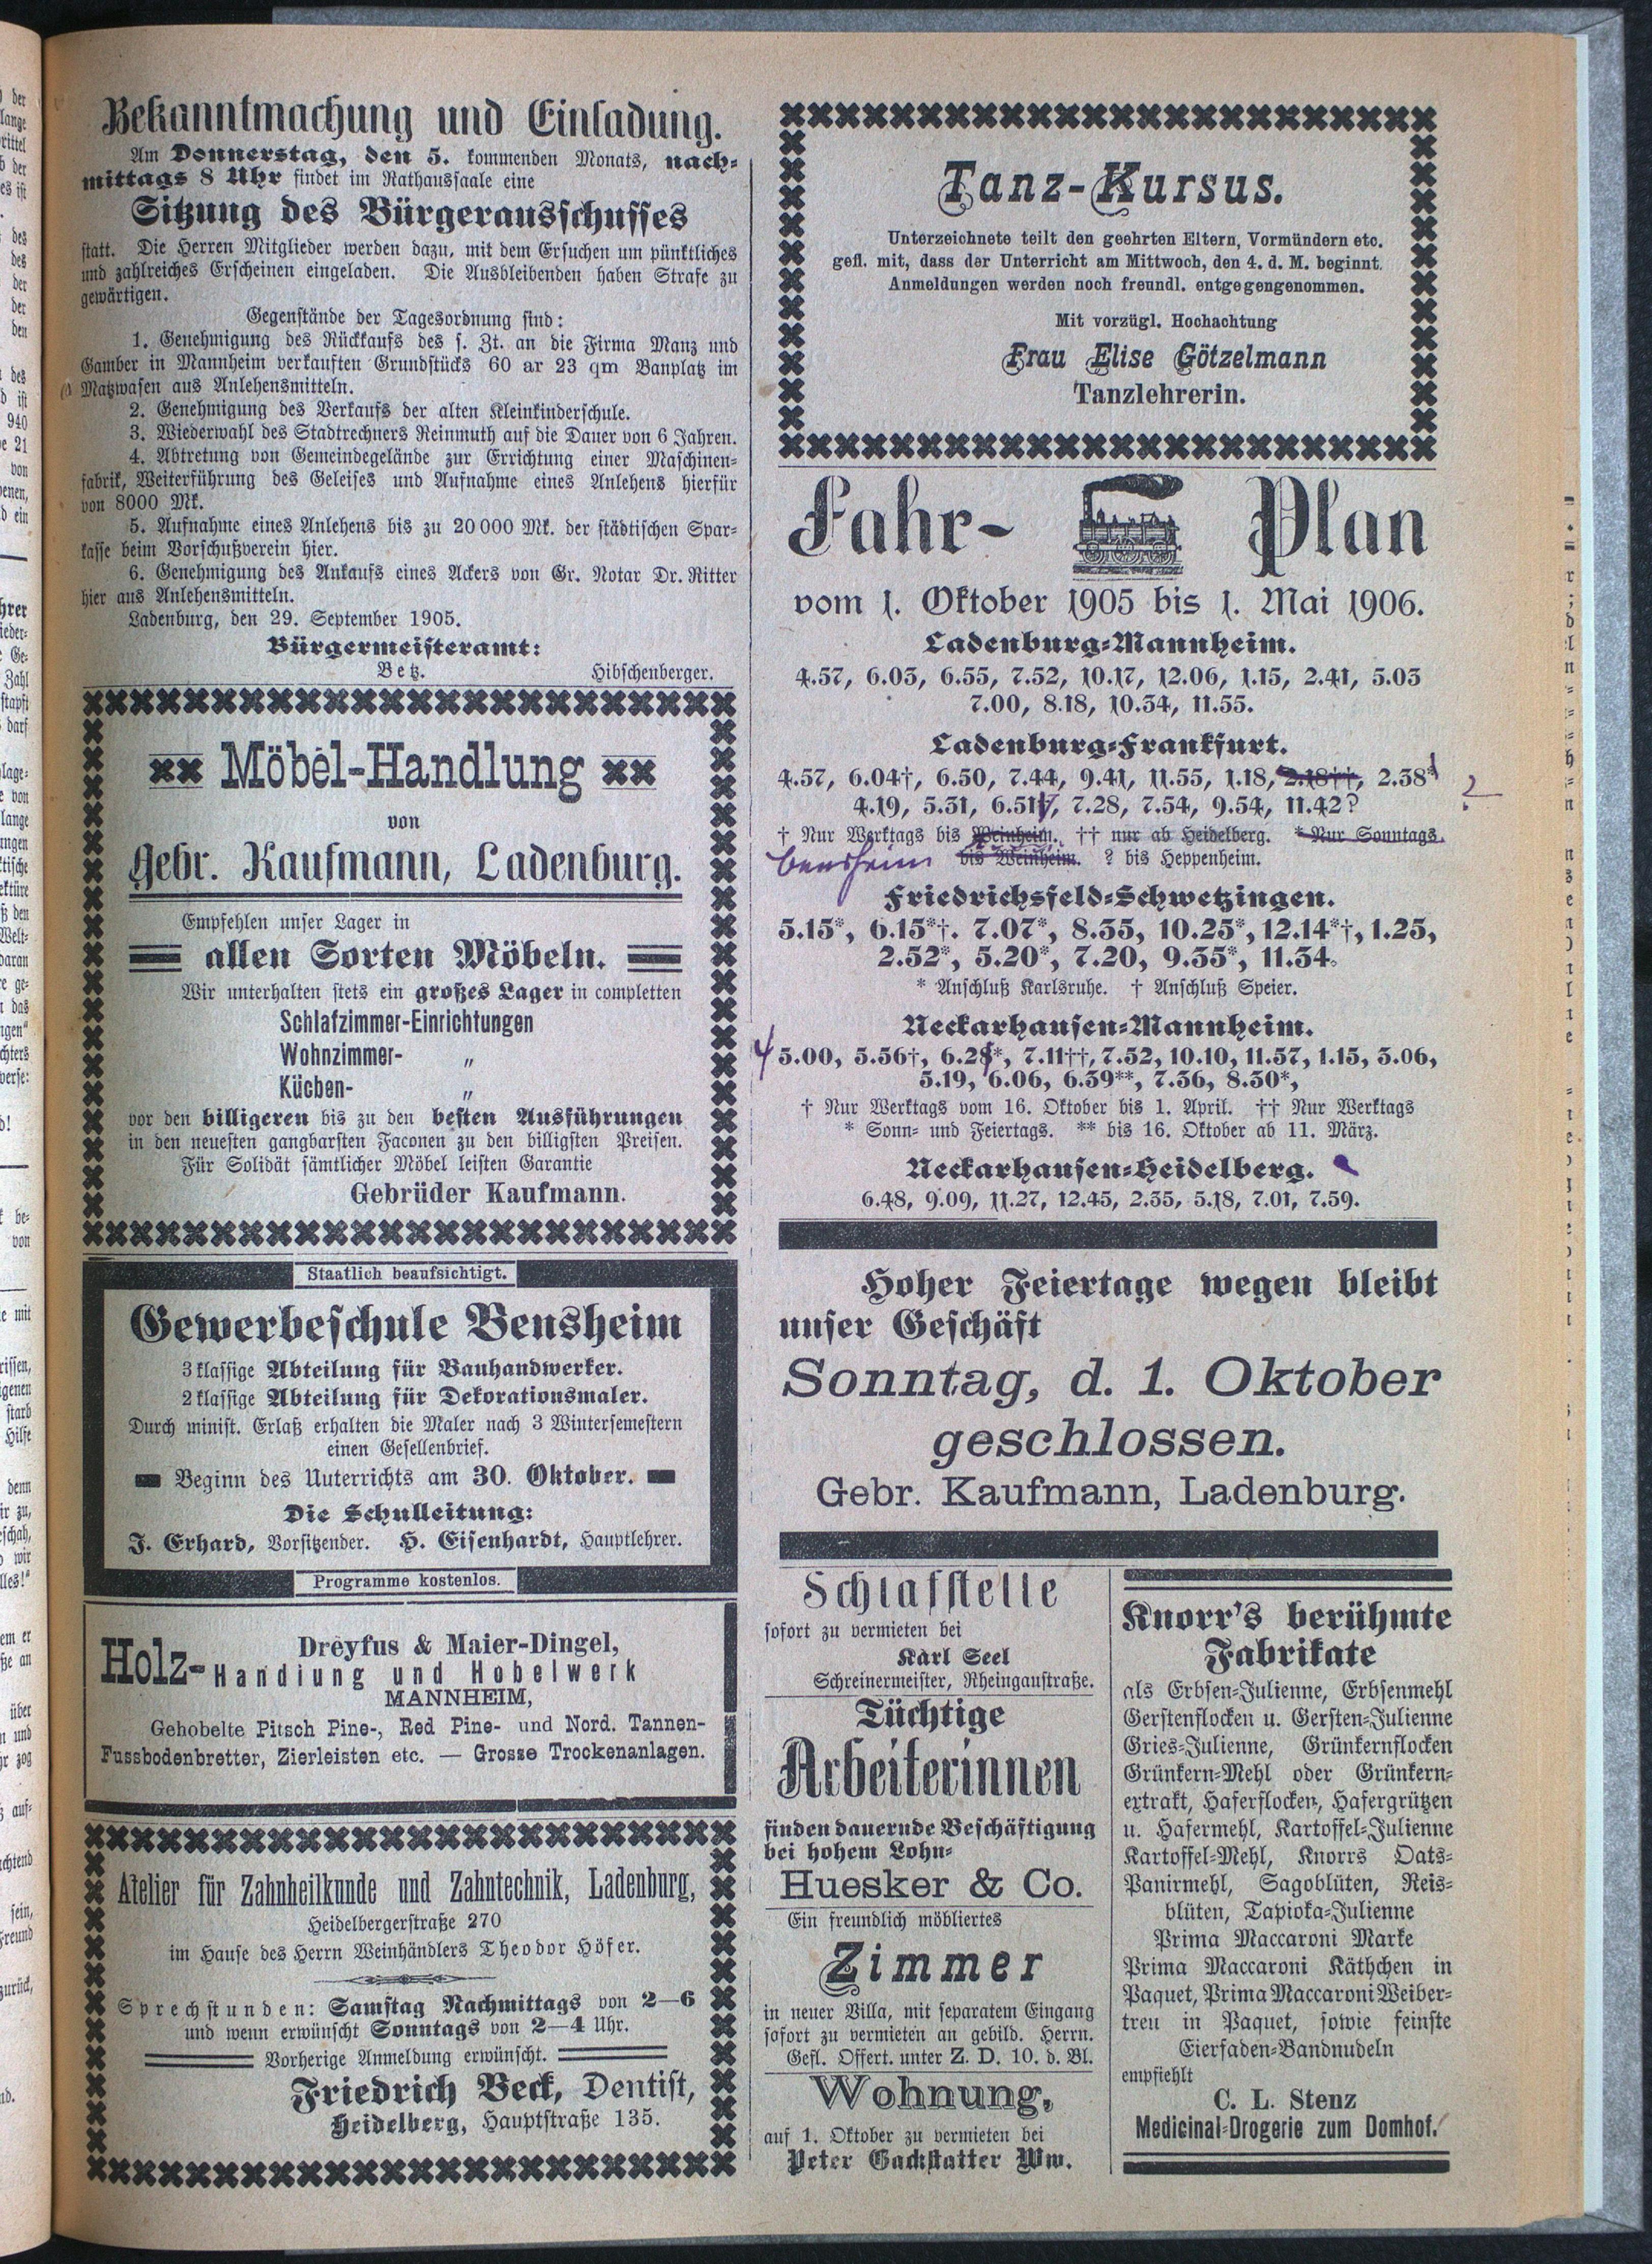 Bekanntmachung und Einladung.
Am Donnerstag, den 5. kommenden Monats, nach-
mittags 8 Uhr findet im Rathaussaale eine
Sitzung des Bürgerausschusses
statt. Die Herren Mitglieder werden dazu, mit dem Ersuchen um pünktliches
und zahlreiches Erscheinen eingeladen. Die Ausbleibenden haben Strafe zu
gewärtigen.
Gegenstände der Tagesordnung sind:
1. Genehmigung des Rückkaufs des s. Zt. an die Firma Manz und
Gamber in Mannheim verkauften Grundstücks 60 ar 23 qm Bauplatz im
Matzwasen aus Anlehensmitteln.
2. Genehmigung des Verkaufs der alten Kleinkinderschule.
3. Wiederwahl des Stadtrechners Reinmuth auf die Dauer von 6 Jahren.
4. Abtretung von Gemeindegelände zur Errichtung einer Maschinen-
fabrik, Weiterführung des Geleises und Aufnahme eines Anlehens hierfür
von 8000 Mk.
5. Aufnahme eines Anlehens bis zu 20 000 Mk. der städtischen Spar-
kasse beim Vorschußverein hier.
6. Genehmigung des Ankaufs eines Ackers von Gr. Notar Dr. Ritter
hier aus Anlehensmitteln.
Ladenburg, den 29. September 1905.
Bürgermeisteramt:
Betz. Hibschenberger.
Möbel-Handlung
von
Gebr. Kaufmann, Ladenburg.
Empfehlen unser Lager in
allen Sorten Möbeln.
Wir unterhalten stets ein großes Lager in completten
Schlafzimmer-Einrichtungen
Wohnzimmer- „
Küchen- „
vor den billigeren bis zu den besten Ausführungen
in den neuesten gangbarsten Faconen zu den billigsten Preisen.
Für Solidät sämtlicher Möbel leisten Garantie
Gebrüder Kaufmann.
Staatlich beaufsichtigt.
Gewerbeschule Bensheim
3 klassige Abteilung für Bauhandwerker.
2 klassige Abteilung für Dekorationsmaler.
Durch minist. Erlaß erhalten die Maler nach 3 Wintersemestern
einen Gesellenbrief.
Beginn des Unterrichts am 30. Oktober.
Die Schulleitung:
J. Erhard, Vorsitzender. H. Eisenhardt, Hauptlehrer.
Programme kostenlos.
Dreyfus & Maier-Dingel,
Holz-Handlung und Hobelwerk
MANNHEIM,
Gehobelte Pitsch Pine-, Red Pine- und Nord. Tannen-
Fussbodenbretter, Zierleisten etc. — Grosse Trockenanlagen.
Atelier für Zahnheilkunde und Zahntechnik, Ladenburg,
Heidelbergerstraße 270
im Hause des Herrn Weinhändlers Theodor Höfer.
Sprechstunden: Samstag Nachmittags von 2—6
und wenn erwünscht Sonntags von 2—4 Uhr.
Vorherige Anmeldung erwünscht.
Friedrich Beck, Dentist,
Heidelberg, Hauptstraße 135.
Tanz-Kursus.
Unterzeichnete teilt den geehrten Eltern, Vormündern etc.
gefl. mit, dass der Unterricht am Mittwoch, den 4. d. M. beginnt.
Anmeldungen werden noch freundl. entgegengenommen.
Mit vorzügl. Hochachtung
Frau Elise Götzelmann
Tanzlehrerin.
Fahr- Plan
vom 1. Oktober 1905 bis 1. Mai 1906.
Ladenburg-Mannheim.
4.57, 6.03, 6.55, 7.52, 10.17, 12.06, 1.15, 2.41, 5.03
7.00, 8.18, 10.34, 11.55.
Ladenburg-Frankfurt.
4.57, 6.04†, 6.50, 7.44, 9.41, 11.55, 1.18, 2.18††, 2.38*
4.19, 5.31, 6.51†, 7.28, 7.54, 9.54, 11.42?
† Nur Werktags bis Weinheim. †† nur ab Heidelberg. * Nur Sonntags.
bensheim bis Weinheim. ? bis Heppenheim.
Friedrichsfeld-Schwetzingen.
5.15*, 6.15*†. 7.07*, 8.35, 10.25*, 12.14*†, 1.25,
2.52*, 5.20*, 7.20, 9.35*, 11.34.
* Anschluß Karlsruhe. † Anschluß Speier.
Neckarhausen-Mannheim.
5.00, 5.56†, 6.28*, 7.11††, 7.52, 10.10, 11.57, 1.15, 3.06,
5.19, 6.06, 6.39**, 7.36, 8.30*,
† Nur Werktags vom 16. Oktober bis 1. April. †† Nur Werktags
* Sonn- und Feiertags. ** bis 16. Oktober ab 11. März.
Neckarhausen-Heidelberg.
6.48, 9.09, 11.27, 12.45, 2.35, 5.18, 7.01, 7.59.
Hoher Feiertage wegen bleibt
unser Geschäft
Sonntag, d. 1. Oktober
geschlossen.
Gebr. Kaufmann, Ladenburg.
Schlafstelle
sofort zu vermieten bei
Karl Seel
Schreinermeister, Rheingaustraße.
Tüchtige
Arbeiterinnen
finden dauernde Beschäftigung
bei hohem Lohn-
Huesker & Co.
Ein freundlich möbliertes
Zimmer
in neuer Villa, mit separatem Eingang
sofort zu vermieten an gebild. Herrn.
Gefl. Offert. unter Z. D. 10. d. Bl.
Wohnung,
auf 1. Oktober zu vermieten bei
Peter Gackstatter Ww.
Knorr's berühmte
Fabrikate
als Erbsen-Julienne, Erbsenmehl
Gerstenflocken u. Gersten-Julienne
Gries-Julienne, Grünkernflocken
Grünkern-Mehl oder Grünkern-
extrakt, Haferflocken, Hafergrützen
u. Hafermehl, Kartoffel-Julienne
Kartoffel-Mehl, Knorrs Oats-
Panirmehl, Sagoblüten, Reis-
blüten, Tapioka-Julienne
Prima Maccaroni Marke
Prima Maccaroni Käthchen in
Paquet, Prima Maccaroni Weiber-
treu in Paquet, sowie feinste
Eierfaden-Bandnudeln
empfiehlt
C. L. Stenz
Medicinal-Drogerie zum Domhof.